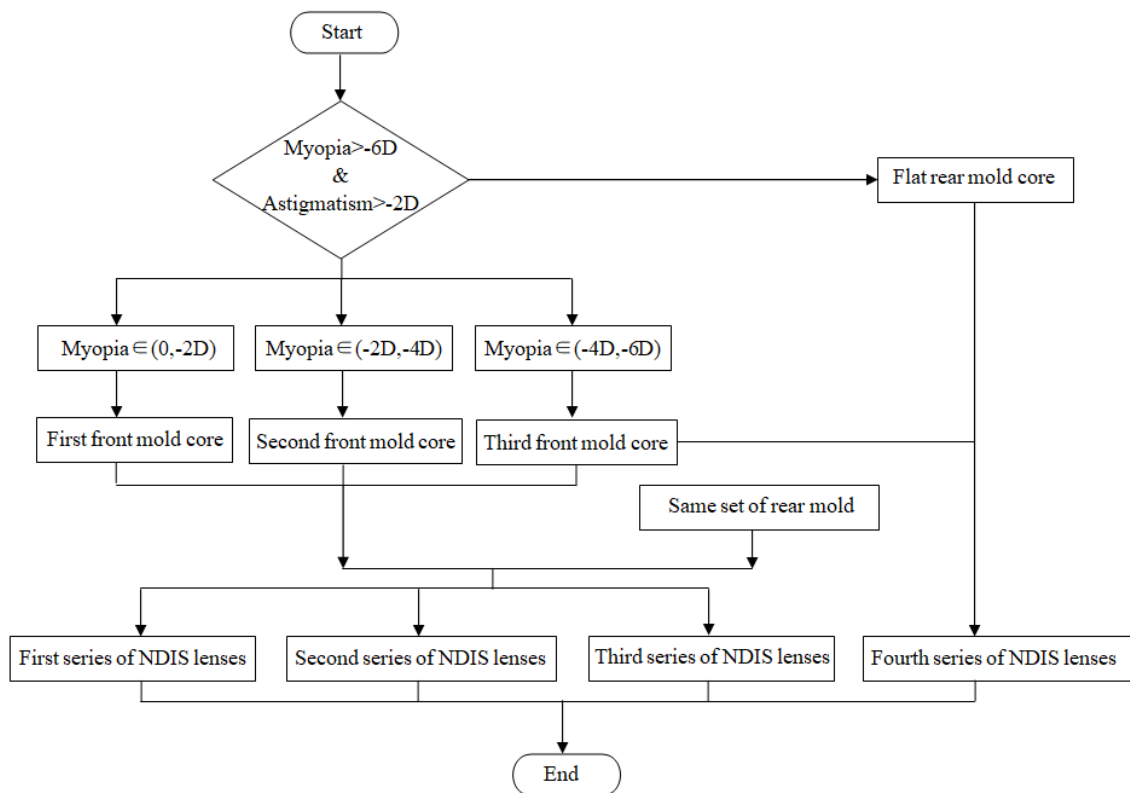 Start
Myopia>-6D
&
Astigmatism>-2D
Flat rear mold core
Myopia∈(0,-2D)
Myopia∈(-2D,-4D)
Myopia∈(-4D,-6D)
First front mold core
Second front mold core
Third front mold core
Same set of rear mold
First series of NDIS lenses
Second series of NDIS lenses
Third series of NDIS lenses
Fourth series of NDIS lenses
End